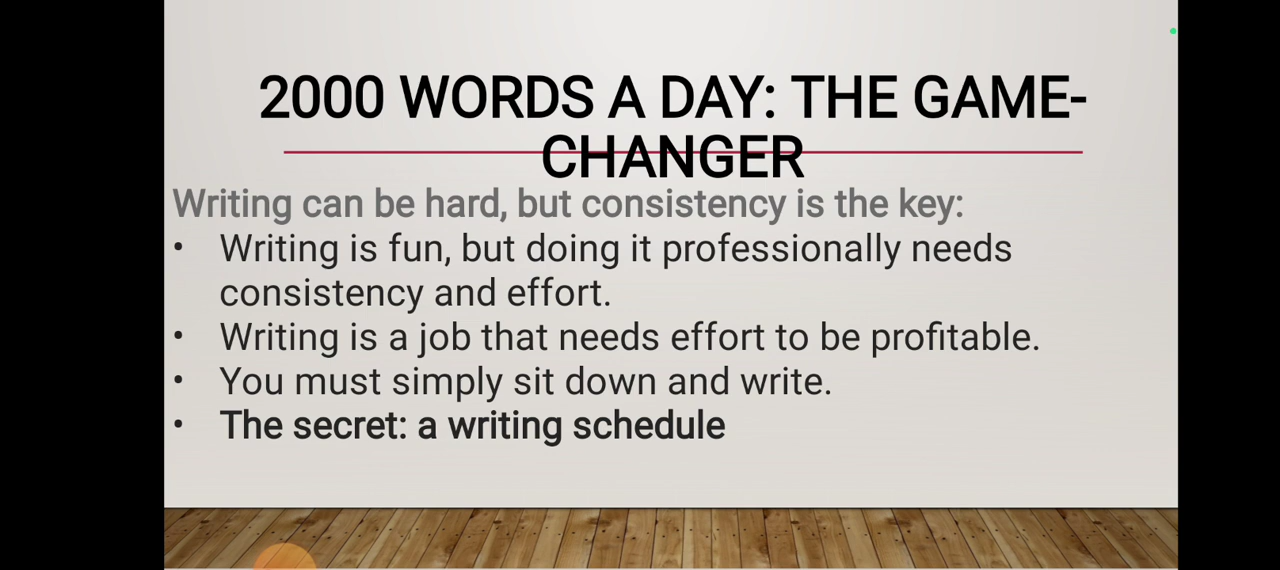 2000 WORDS A DAY: THE GAME-
CHANGER
Writing can be hard, but consistency is the key:
• Writing is fun, but doing it professionally needs
consistency and effort.
• Writing is a job that needs effort to be profitable.
• You must simply sit down and write.
• The secret: a writing schedule